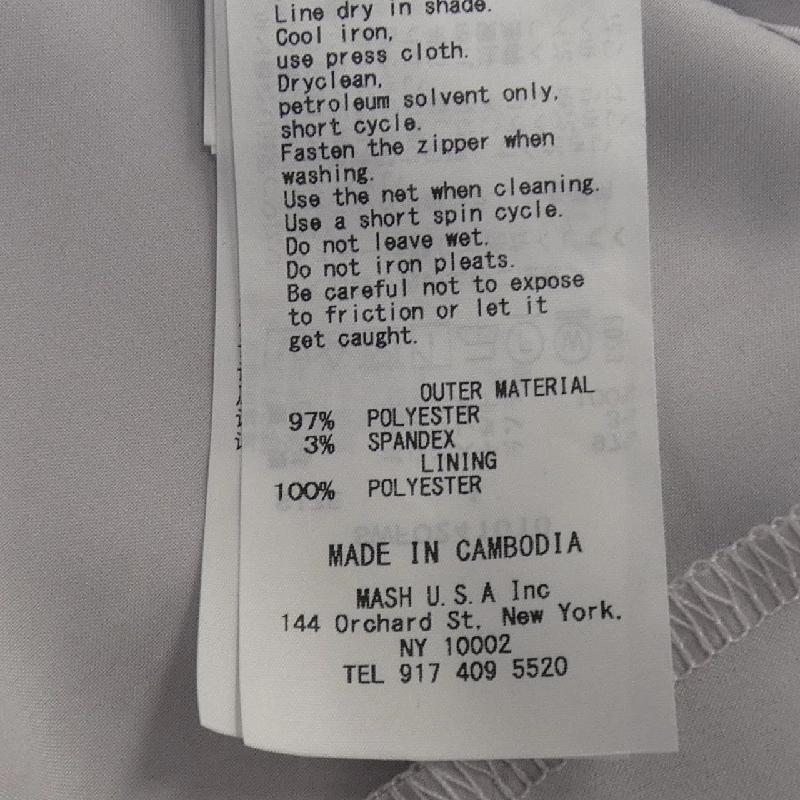 Line dry in shade.
Cool iron,
use press cloth.
Dryclean,
petroleum solvent only,
short cycle.
Fasten the zipper when
washing.
Use the net when cleaning.
Use a short spin cycle.
Do not leave wet.
Do not iron pleats.
Be careful not to expose
to friction or let it
get caught.
OUTER MATERIAL
97% POLYESTER
3% SPANDEX
LINING
100% POLYESTER
MADE IN CAMBODIA
MASH U.S.A Inc
144 Orchard St. New York.
NY 10002
TEL 917 409 5520